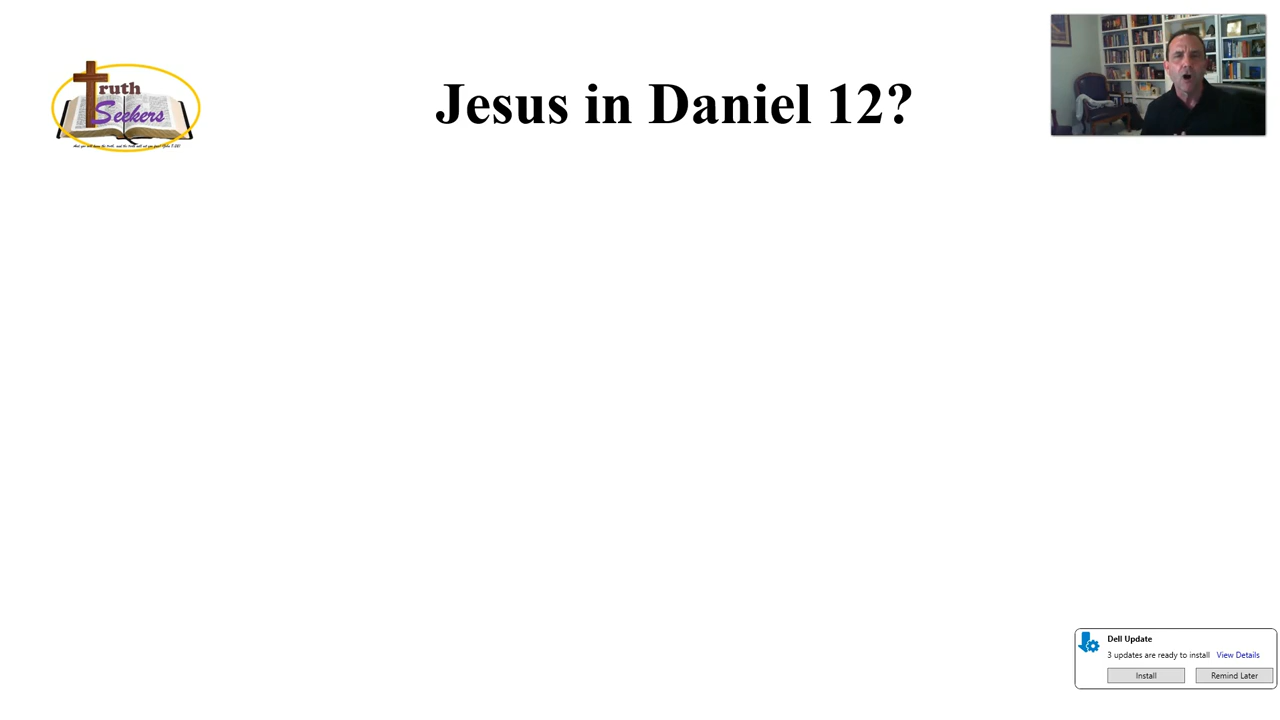 Truth
Seekers
Jesus in Daniel 12?
Dell Update
3 updates are ready to install View Details
Install Remind Later